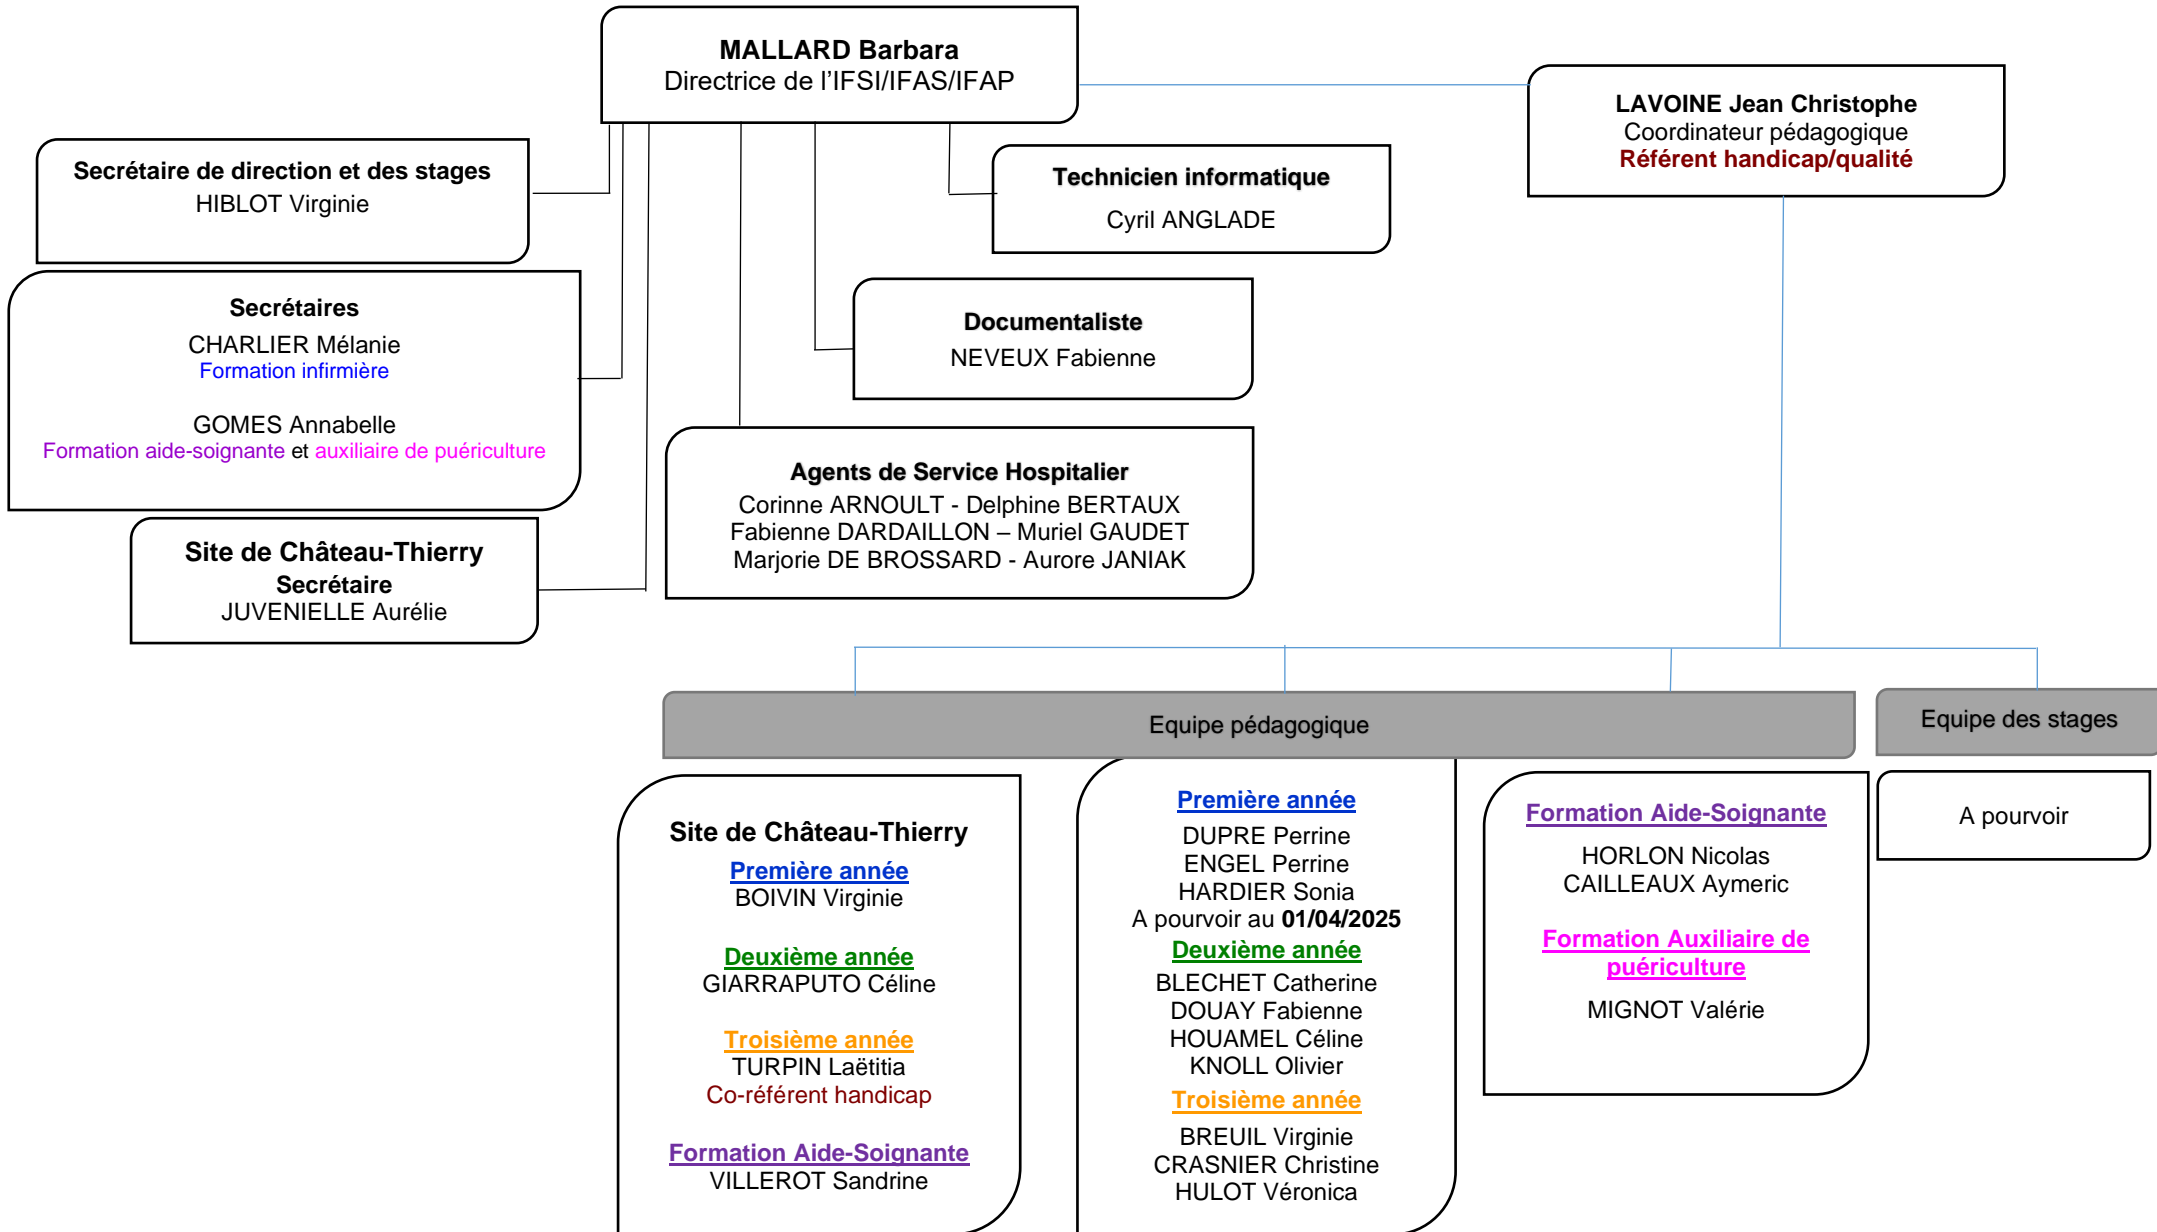 MALLARD Barbara
Directrice de l'IFSI/IFAS/IFAP
LAVOINE Jean Christophe
Coordinateur pédagogique
Référent handicap/qualité
Secrétaire de direction et des stages
HIBLOT Virginie
Technicien informatique
Cyril ANGLADE
Secrétaires
CHARLIER Mélanie
Formation infirmière
GOMES Annabelle
Formation aide-soignante et auxiliaire de puériculture
Documentaliste
NEVEUX Fabienne
Agents de Service Hospitalier
Corinne ARNOULT - Delphine BERTAUX
Fabienne DARDAILLON – Muriel GAUDET
Marjorie DE BROSSARD - Aurore JANIAK
Site de Château-Thierry
Secrétaire
JUVENIELLE Aurélie
Equipe pédagogique
Equipe des stages
Site de Château-Thierry
Première année
BOIVIN Virginie
Deuxième année
GIARRAPUTO Céline
Troisième année
TURPIN Laëtitia
Co-référent handicap
Formation Aide-Soignante
VILLEROT Sandrine
Première année
DUPRE Perrine
ENGEL Perrine
HARDIER Sonia
A pourvoir au 01/04/2025
Deuxième année
BLECHET Catherine
DOUAY Fabienne
HOUAMEL Céline
KNOLL Olivier
Troisième année
BREUIL Virginie
CRASNIER Christine
HULOT Véronica
Formation Aide-Soignante
HORLON Nicolas
CAILLEAUX Aymeric
Formation Auxiliaire de
puériculture
MIGNOT Valérie
A pourvoir